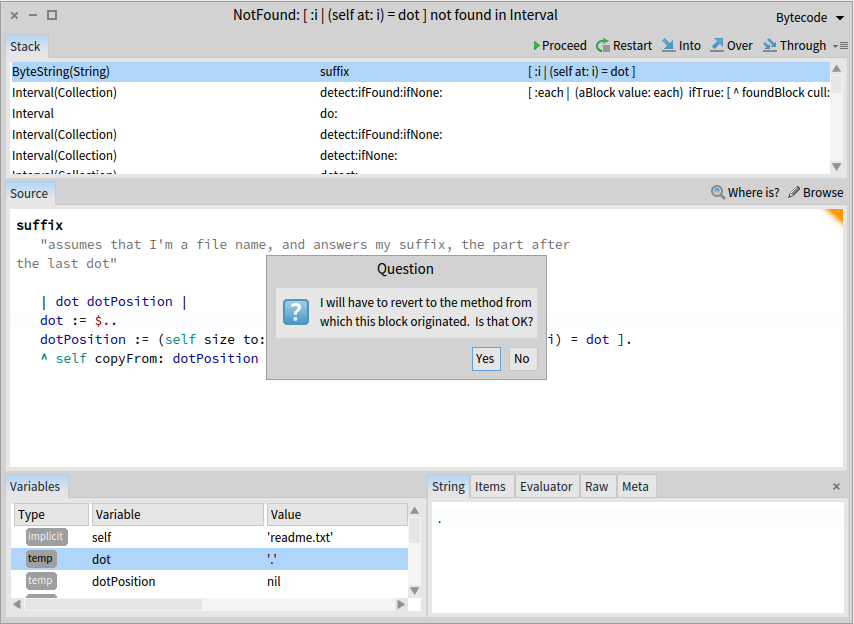 NotFound: [ :i | (self at: i) = dot ] not found in Interval
Bytecode
Stack
Proceed Restart Into Over Through
ByteString(String) suffix [ :i | (self at: i) = dot ]
Interval(Collection) detect:ifFound:ifNone: [ :each | (aBlock value: each) ifTrue: [ ^ foundBlock cull:
Interval do:
Interval(Collection) detect:ifFound:ifNone:
Interval(Collection) detect:ifNone:
Interval(Collection) detect:
Source
Where is? Browse
suffix
"assumes that I'm a file name, and answers my suffix, the part after
the last dot"
| dot dotPosition |
dot := $..
dotPosition := (self size to: i) = dot ].
^ self copyFrom: dotPosition
Question
I will have to revert to the method from
which this block originated. Is that OK?
Yes No
Variables
Type Variable Value
implicit self 'readme.txt'
temp dot '.'
temp dotPosition nil
String Items Evaluator Raw Meta
.